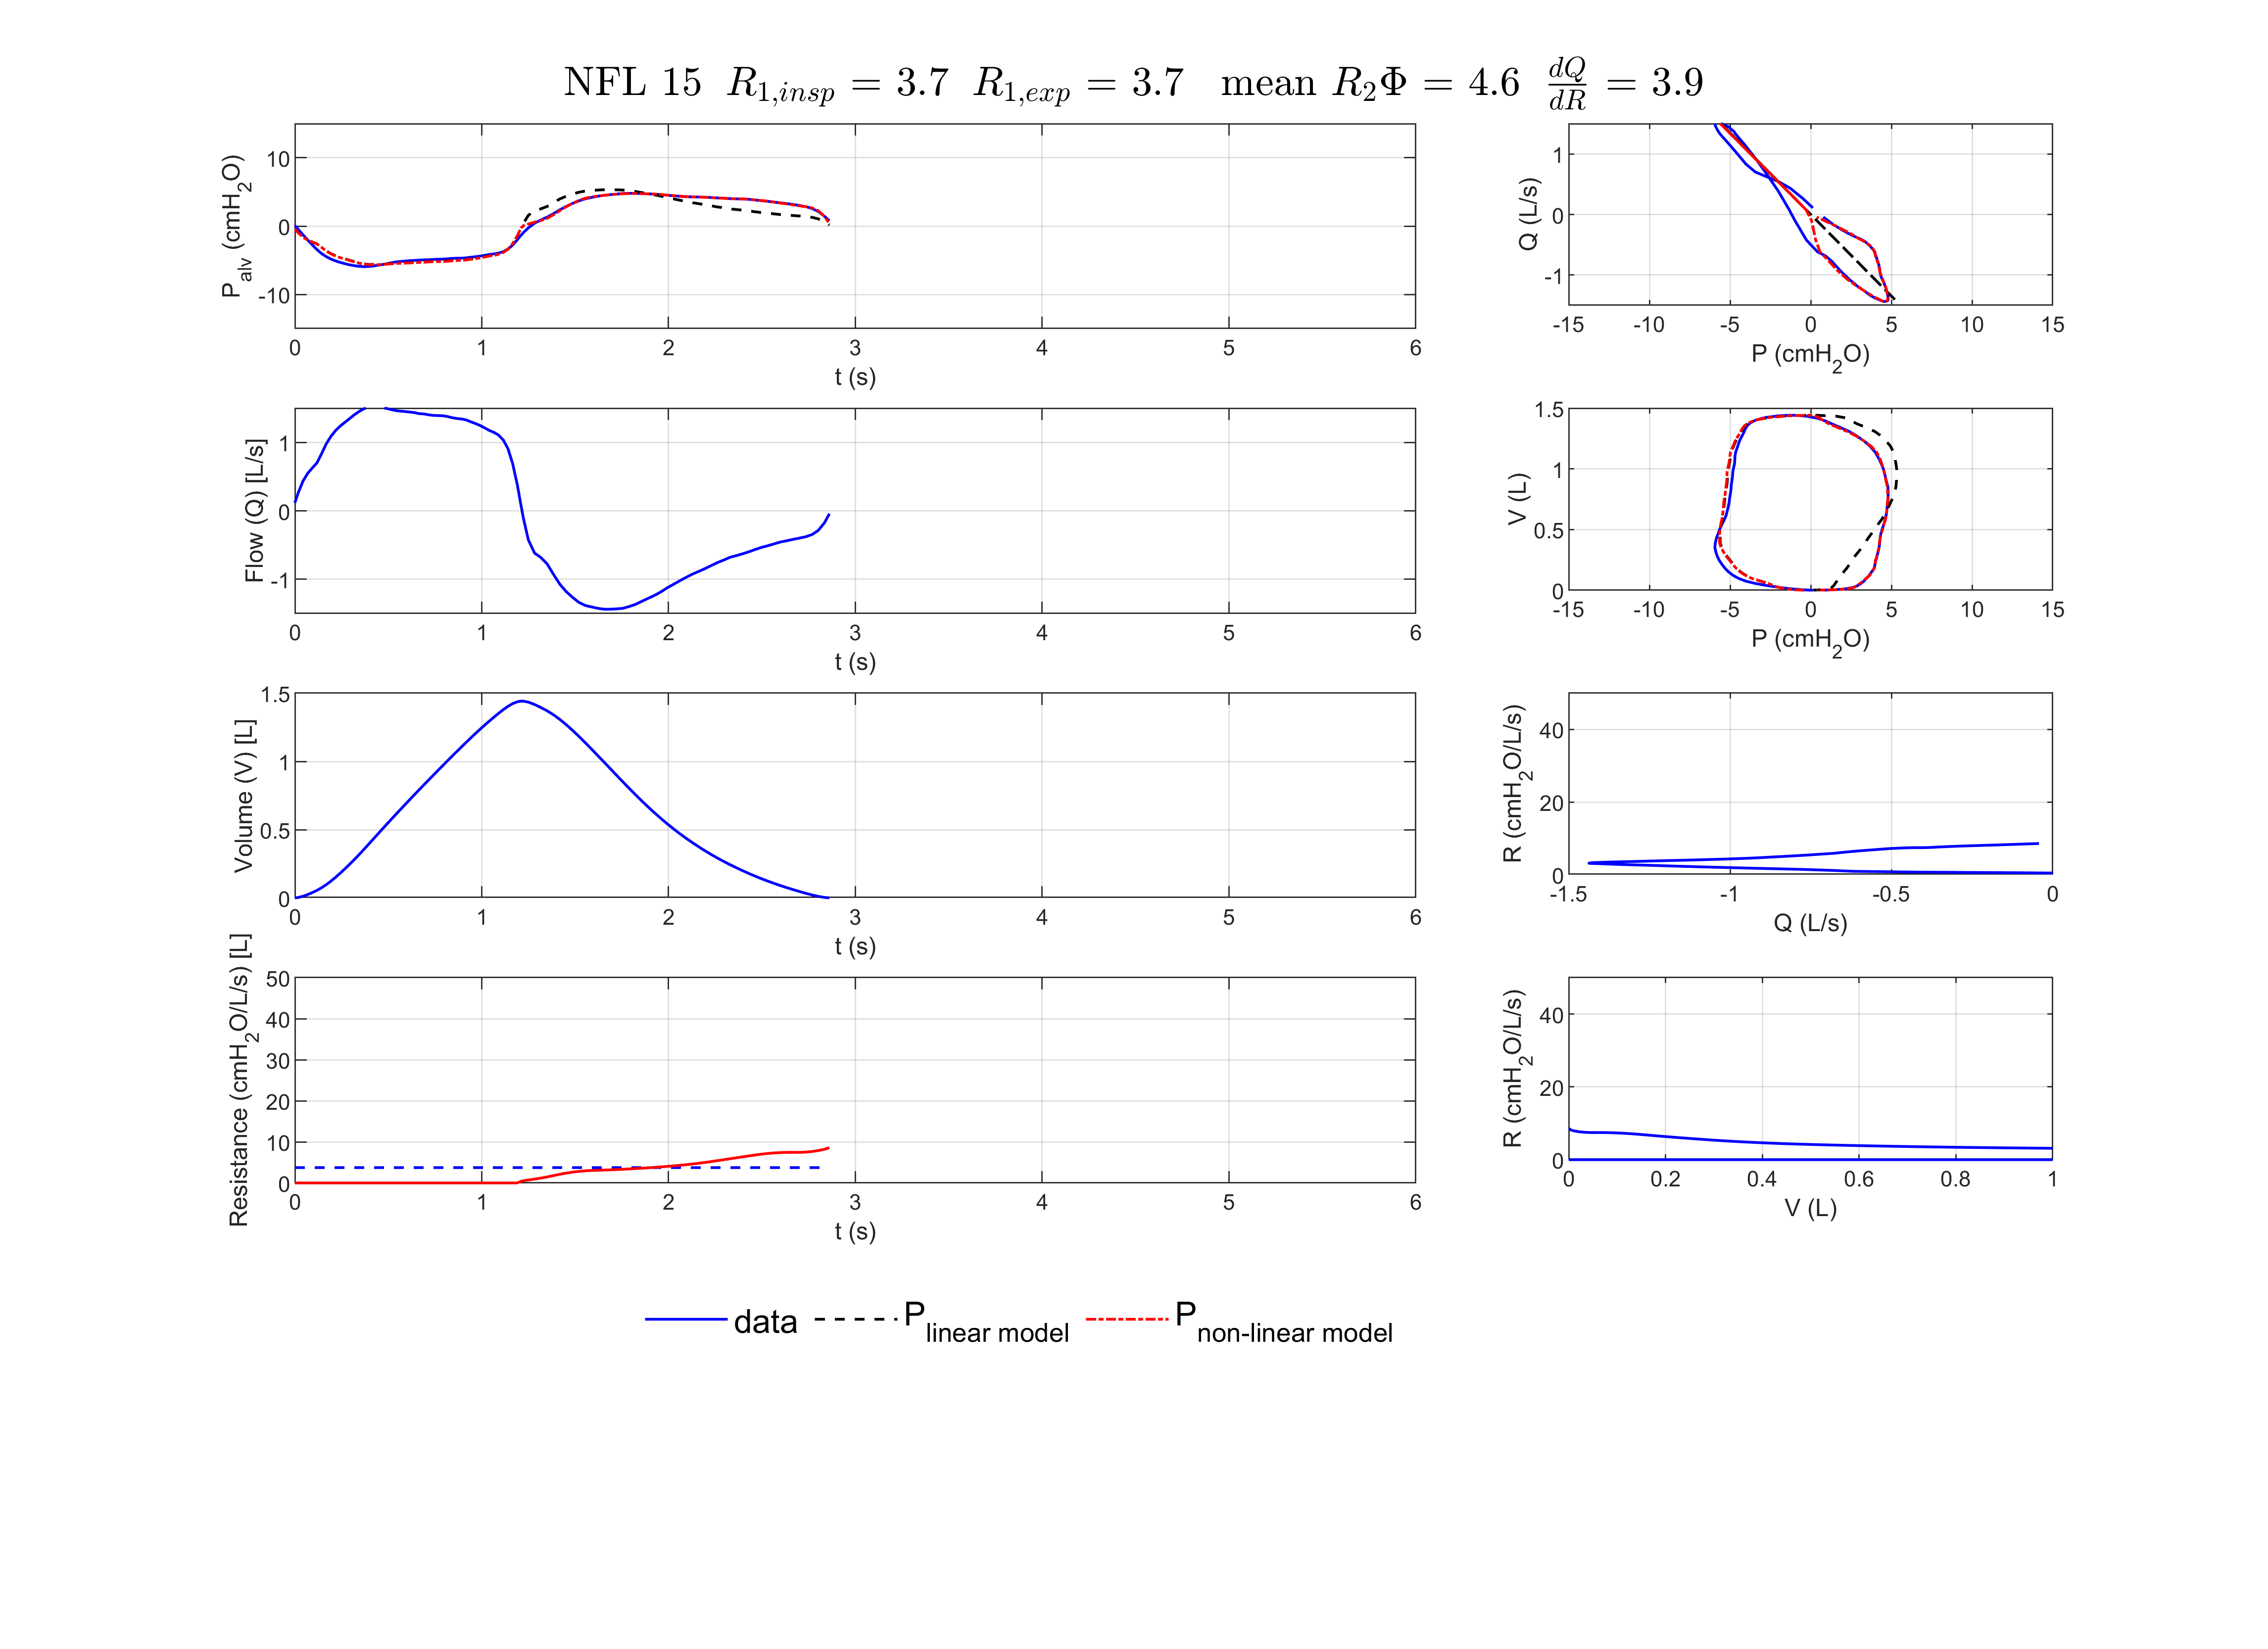 NFL 15 R1,insp = 3.7 R1,exp = 3.7 mean R2Φ = 4.6 dQ/dR = 3.9
Palv (cmH2O)
10
0
-10
0 1 2 3 4 5 6
t (s)
Q (L/s)
1
0
-1
-15 -10 -5 0 5 10 15
P (cmH2O)
Flow (Q) [L/s]
1
0
-1
0 1 2 3 4 5 6
t (s)
V (L)
1.5
1
0.5
0
-15 -10 -5 0 5 10 15
P (cmH2O)
Volume (V) [L]
1.5
1
0.5
0
0 1 2 3 4 5 6
t (s)
R (cmH2O/L/s)
40
20
0
-1.5 -1 -0.5 0
Q (L/s)
Resistance (cmH2O/L/s) [L]
50
40
30
20
10
0
0 1 2 3 4 5 6
t (s)
R (cmH2O/L/s)
40
20
0
0 0.2 0.4 0.6 0.8 1
V (L)
data Plinear model Pnon-linear model